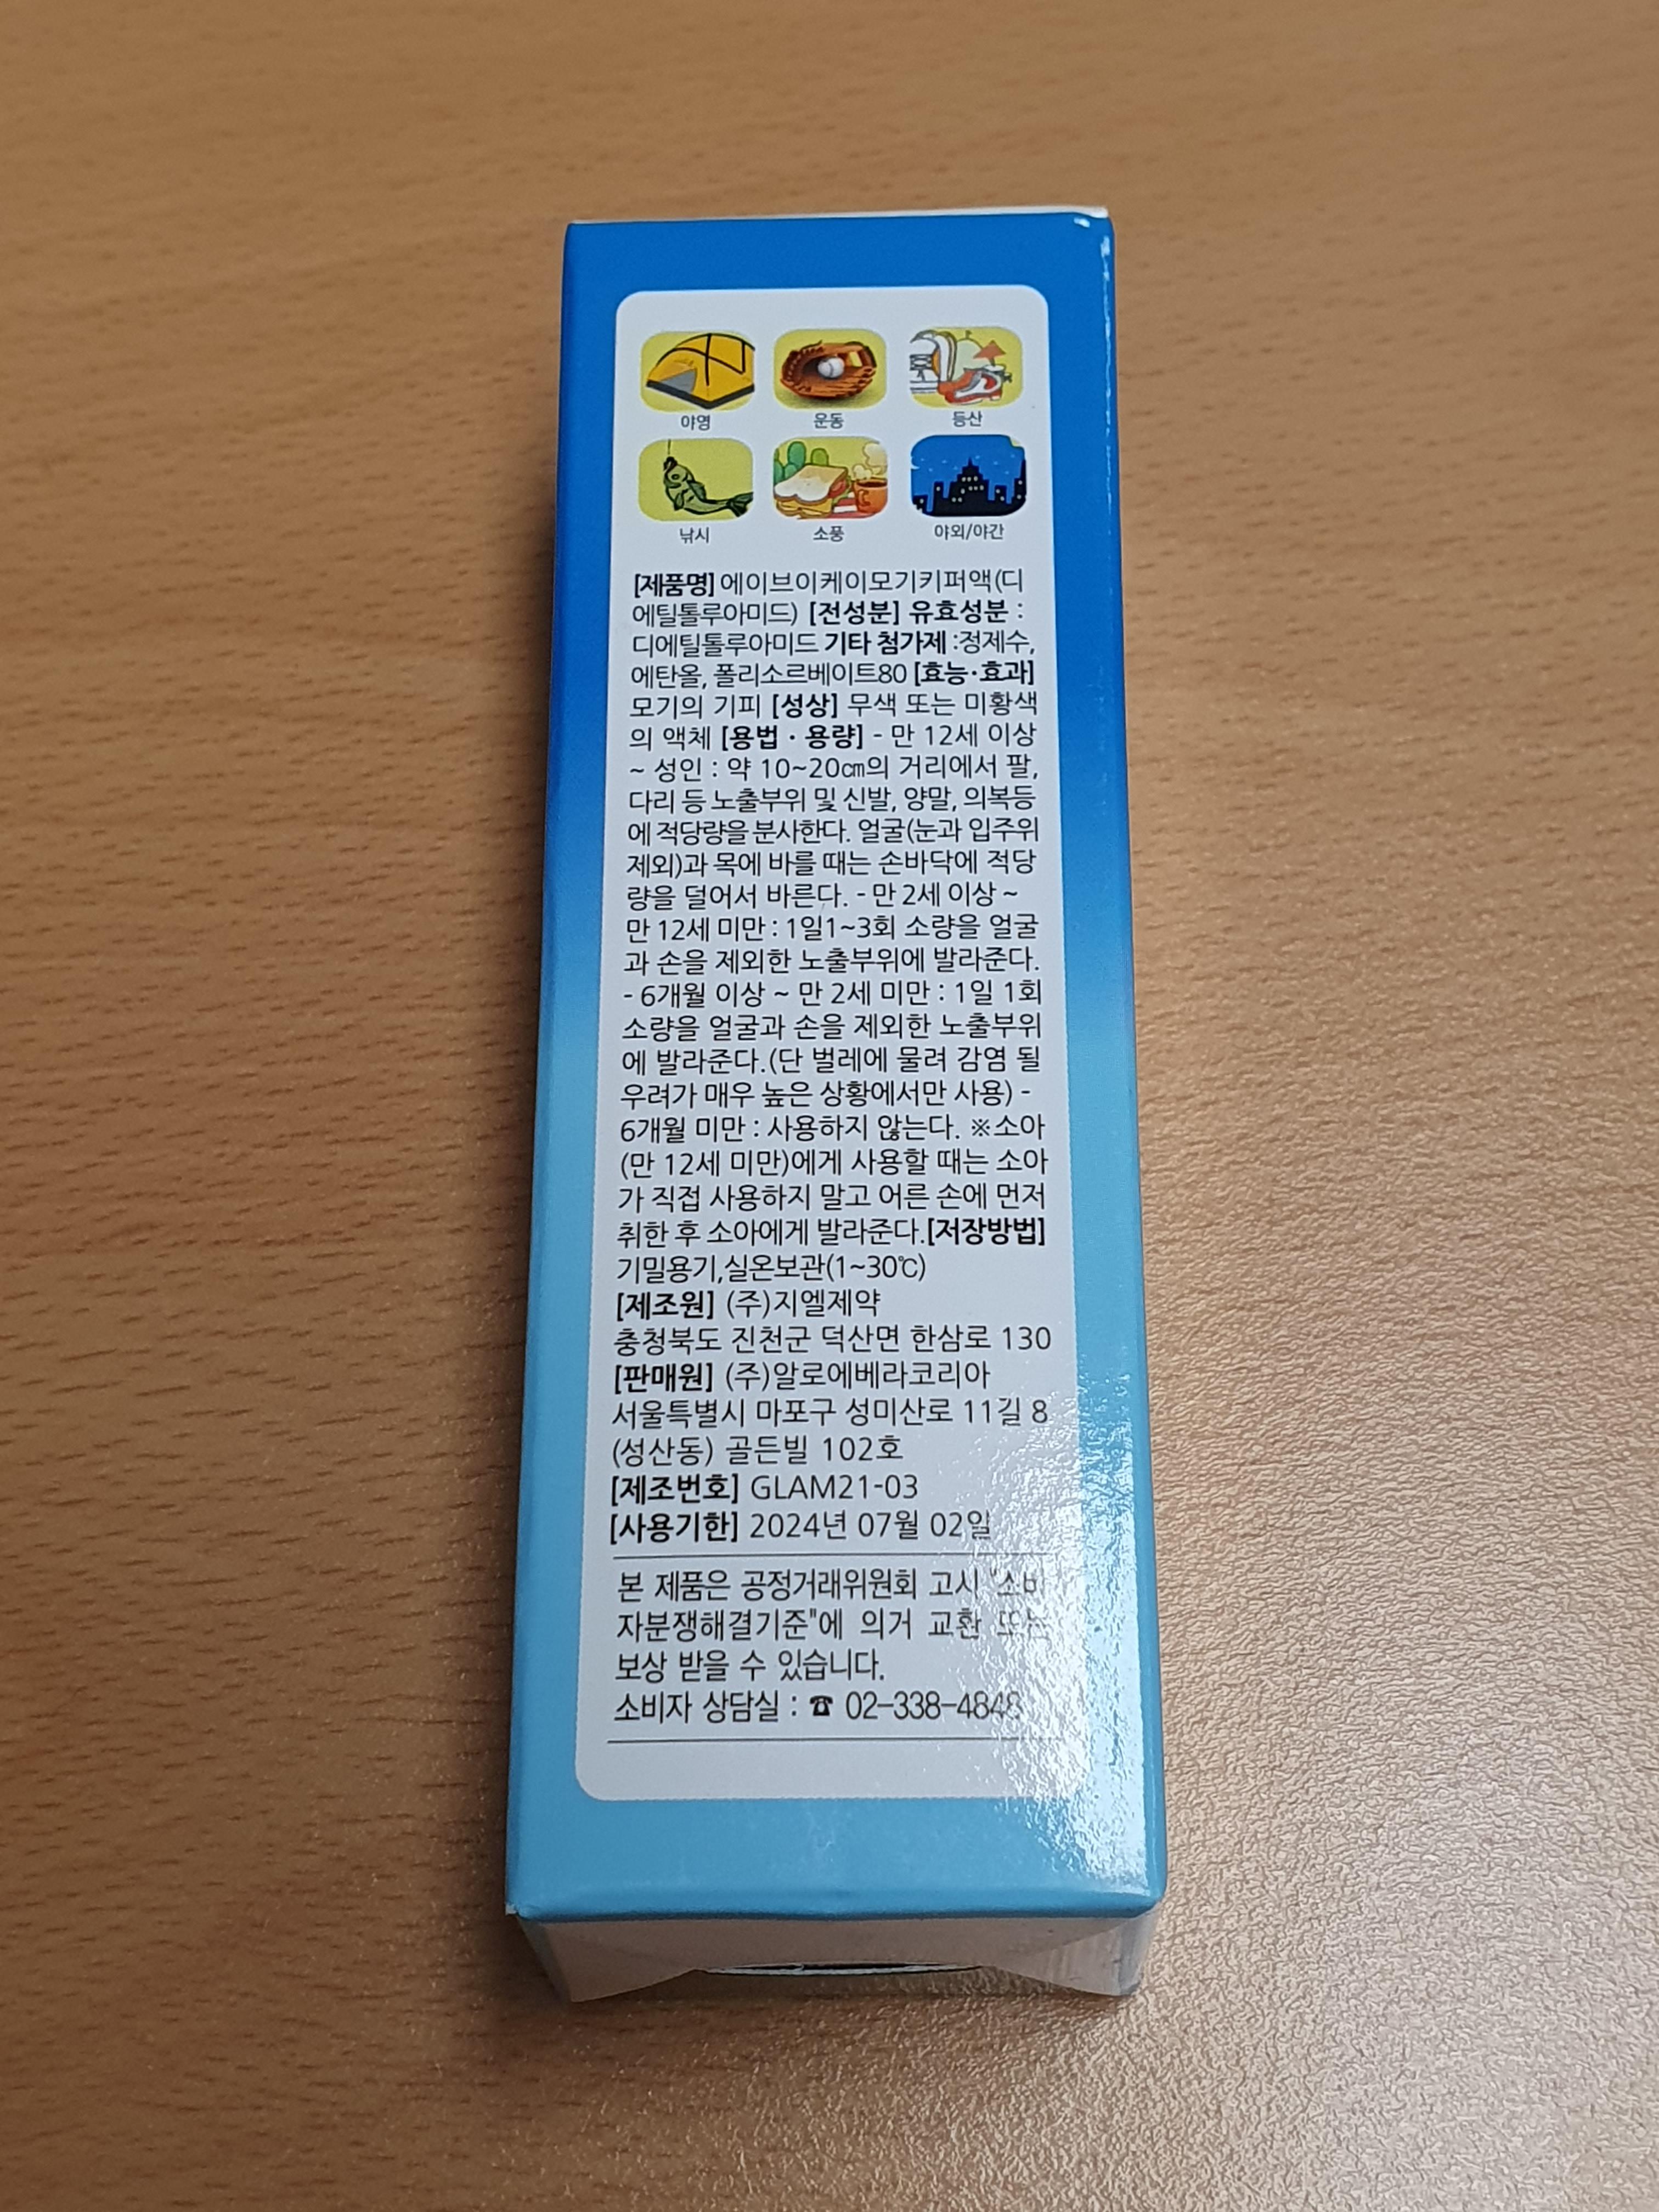 야영 운동 등산
낚시 소풍 야외/야간
[제품명] 에이브이케이모기키퍼액(디
에틸톨루아미드) [전성분] 유효성분 :
디에틸톨루아미드 기타 첨가제 :정제수,
에탄올, 폴리소르베이트80 [효능·효과]
모기의 기피 [성상] 무색 또는 미황색
의 액체 [용법 · 용량] - 만 12세 이상
~ 성인 : 약 10~20㎝의 거리에서 팔,
다리 등 노출부위 및 신발, 양말, 의복등
에 적당량을 분사한다. 얼굴(눈과 입주위
제외)과 목에 바를 때는 손바닥에 적당
량을 덜어서 바른다. - 만 2세 이상 ~
만 12세 미만 : 1일1~3회 소량을 얼굴
과 손을 제외한 노출부위에 발라준다.
- 6개월 이상 ~ 만 2세 미만 : 1일 1회
소량을 얼굴과 손을 제외한 노출부위
에 발라준다.(단 벌레에 물려 감염 될
우려가 매우 높은 상황에서만 사용) -
6개월 미만 : 사용하지 않는다. ※소아
(만 12세 미만)에게 사용할 때는 소아
가 직접 사용하지 말고 어른 손에 먼저
취한 후 소아에게 발라준다.[저장방법]
기밀용기,실온보관(1~30℃)
[제조원] (주)지엘제약
충청북도 진천군 덕산면 한삼로 130
[판매원] (주)알로에베라코리아
서울특별시 마포구 성미산로 11길 8
(성산동) 골든빌 102호
[제조번호] GLAM21-03
[사용기한] 2024년 07월 02일
본 제품은 공정거래위원회 고시 "소비
자분쟁해결기준"에 의거 교환 또는
보상 받을 수 있습니다.
소비자 상담실 : ☎ 02-338-4848